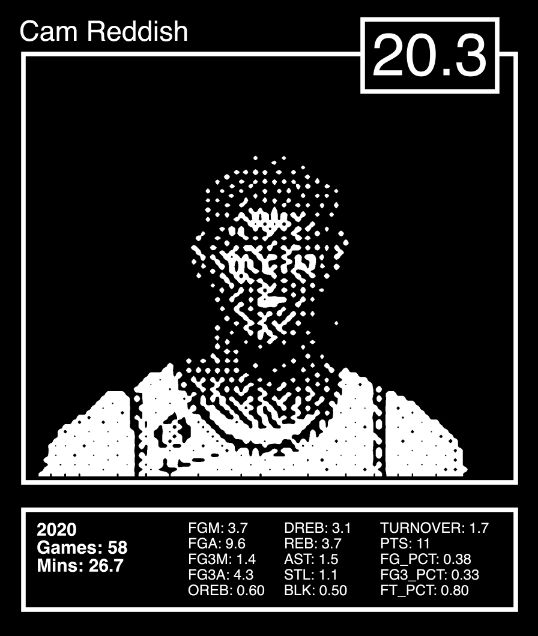 Cam Reddish
20.3
2020
Games: 58
Mins: 26.7
FGM: 3.7
FGA: 9.6
FG3M: 1.4
FG3A: 4.3
OREB: 0.60
DREB: 3.1
REB: 3.7
AST: 1.5
STL: 1.1
BLK: 0.50
TURNOVER: 1.7
PTS: 11
FG_PCT: 0.38
FG3_PCT: 0.33
FT_PCT: 0.80